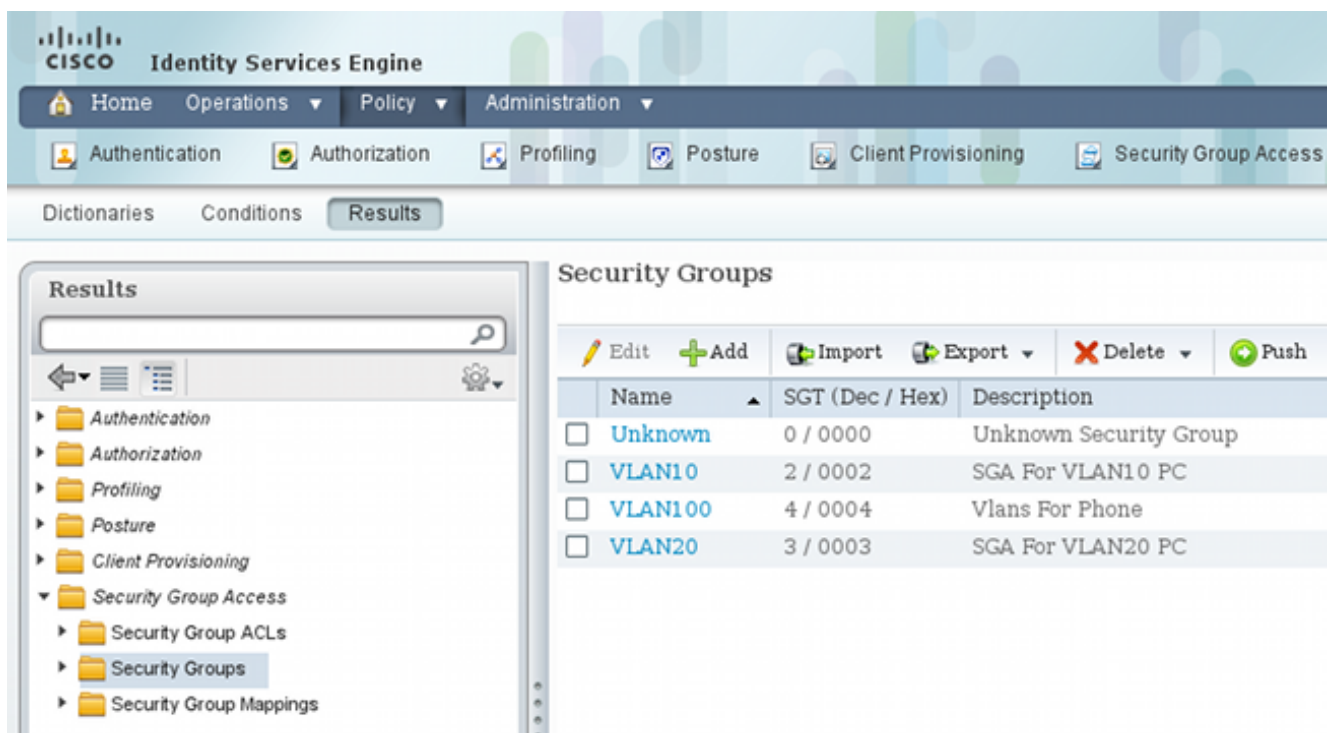 CISCO Identity Services Engine
Home Operations Policy Administration
Authentication Authorization Profiling Posture Client Provisioning Security Group Access
Dictionaries Conditions Results
Results
Authentication
Authorization
Profiling
Posture
Client Provisioning
Security Group Access
Security Group ACLs
Security Groups
Security Group Mappings
Security Groups
Edit Add Import Export Delete Push
Name SGT (Dec / Hex) Description
Unknown 0 / 0000 Unknown Security Group
VLAN10 2 / 0002 SGA For VLAN10 PC
VLAN100 4 / 0004 Vlans For Phone
VLAN20 3 / 0003 SGA For VLAN20 PC